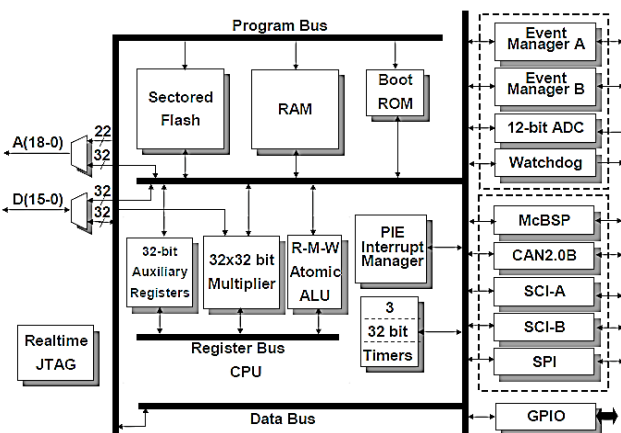 Program Bus
Sectored
Flash
RAM
Boot
ROM
Event
Manager A
Event
Manager B
12-bit ADC
Watchdog
A(18-0)
22
32
D(15-0)
32
32
32-bit
Auxiliary
Registers
32x32 bit
Multiplier
R-M-W
Atomic
ALU
PIE
Interrupt
Manager
3
32 bit
Timers
McBSP
CAN2.0B
SCI-A
SCI-B
SPI
GPIO
Realtime
JTAG
Register Bus
CPU
Data Bus